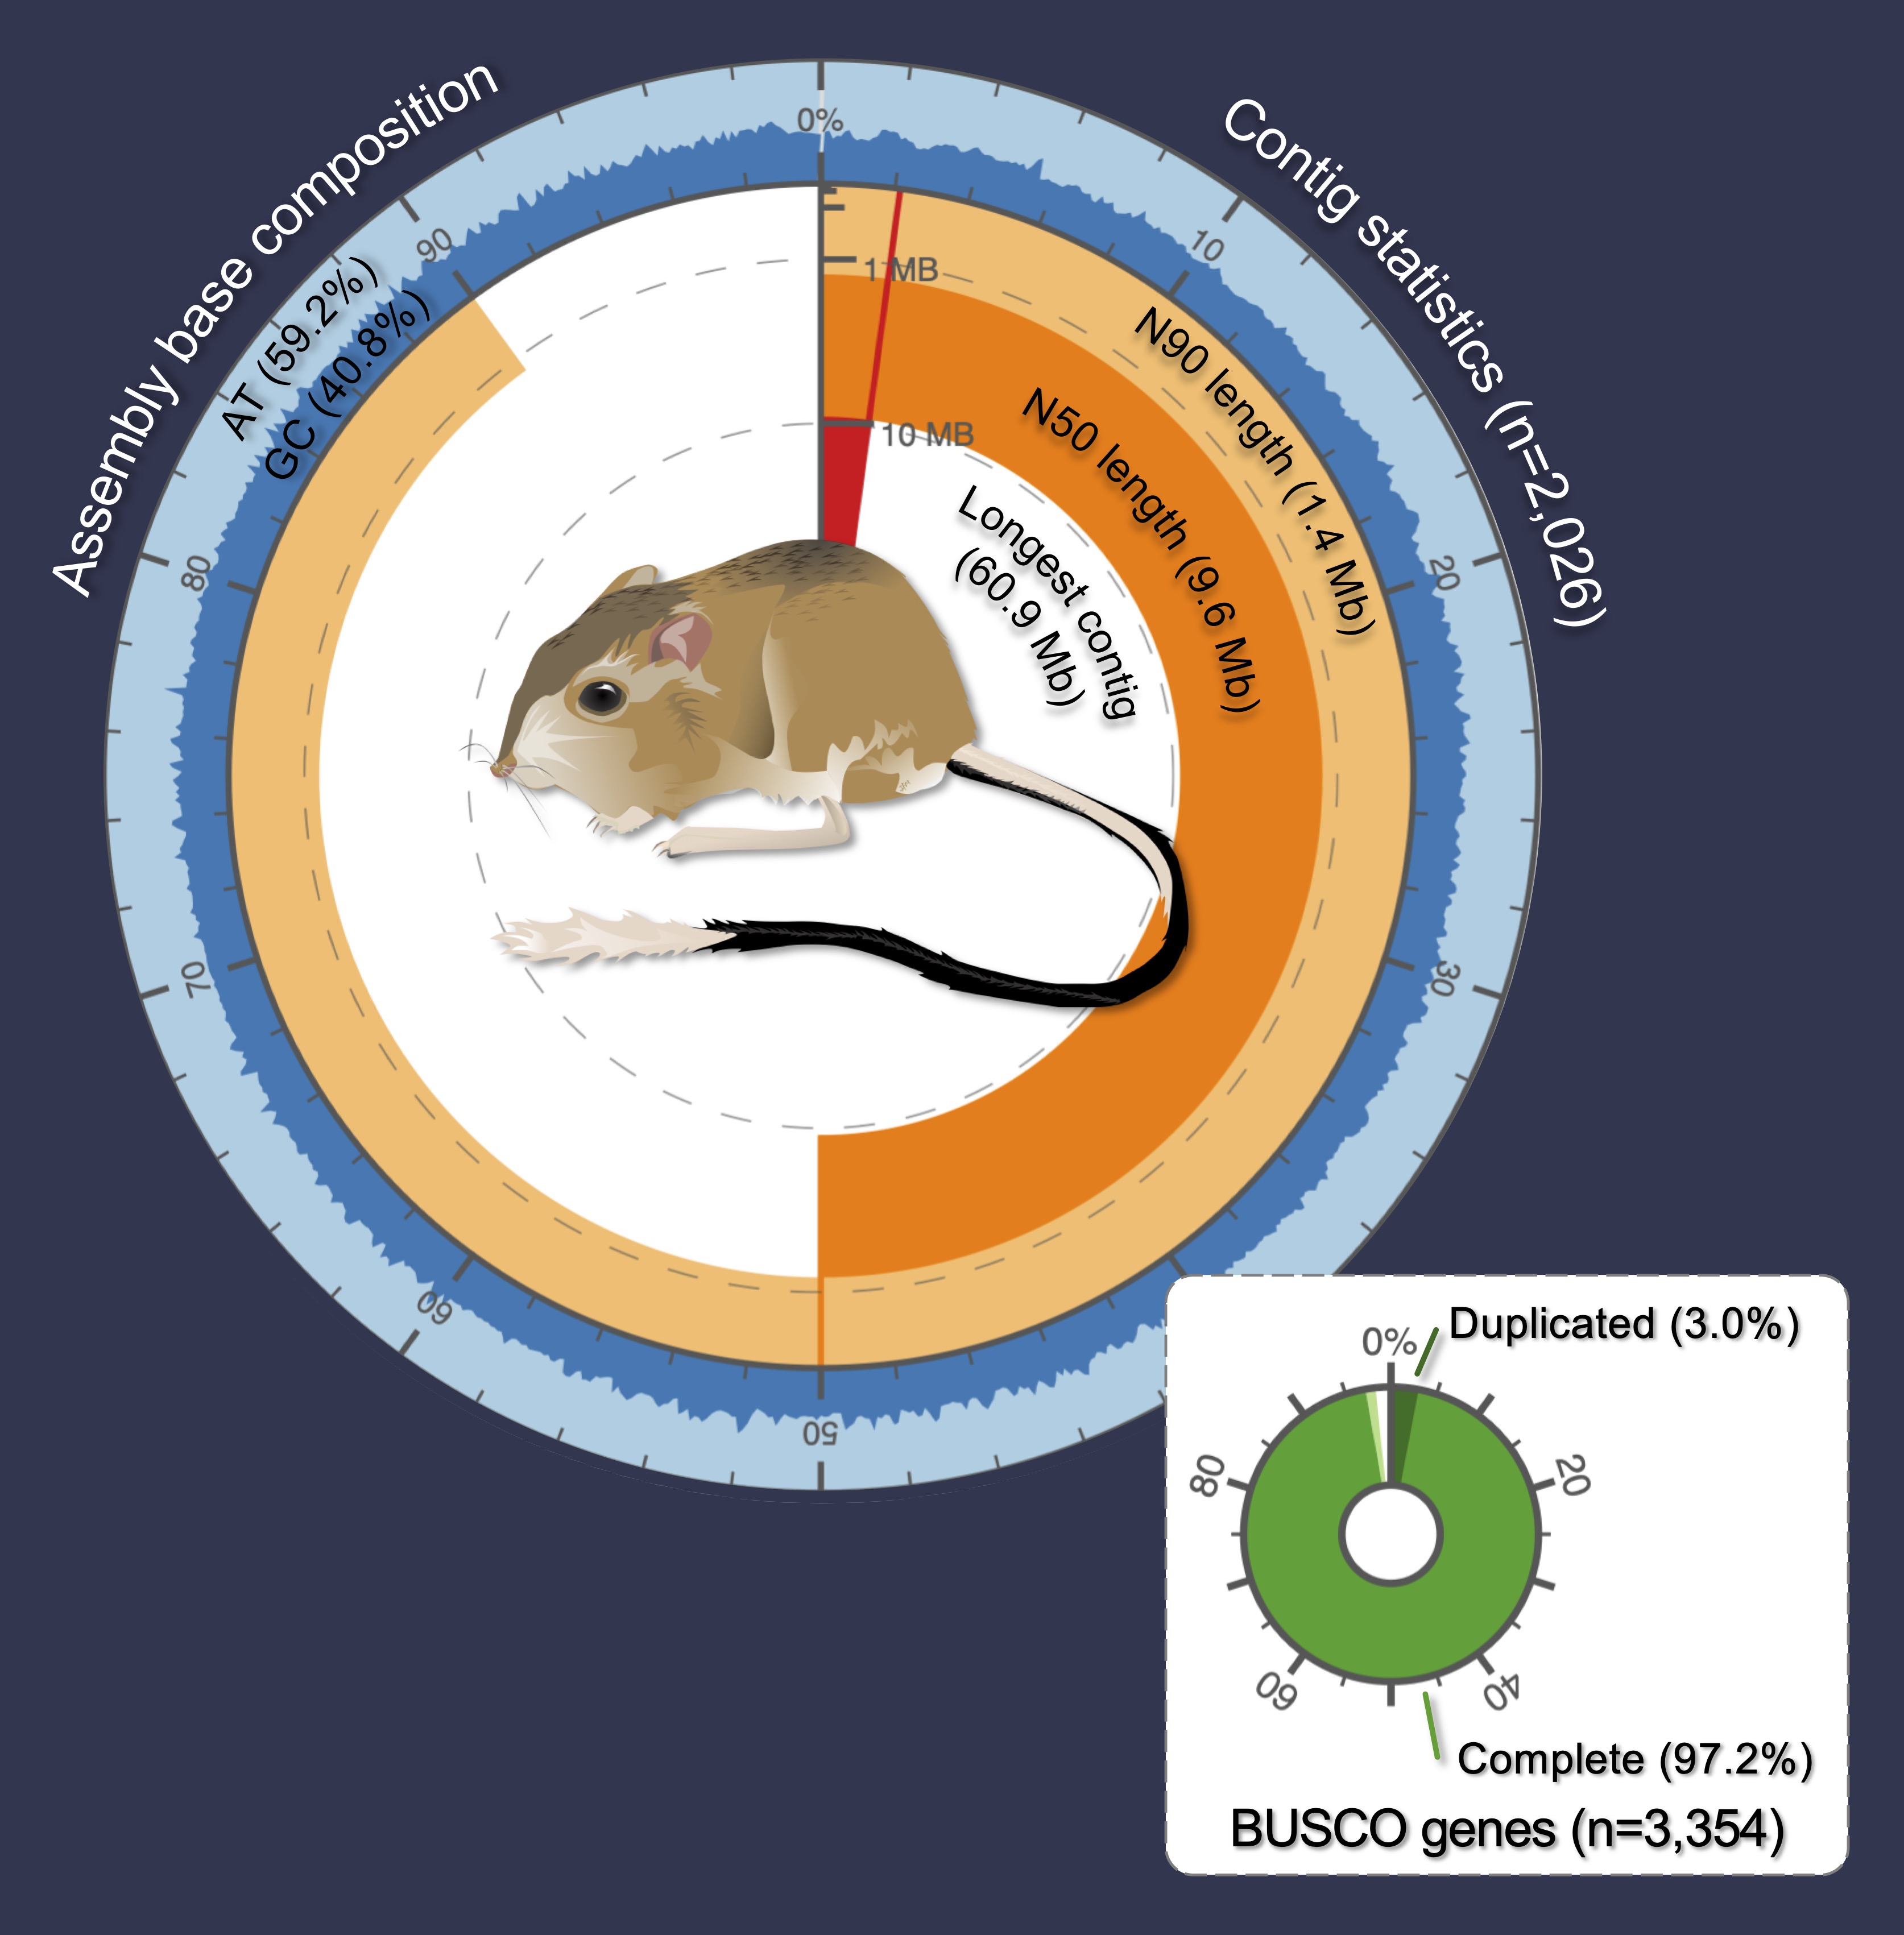 Assembly base composition
Contig statistics (n=2,026)
AT (59.2%)
GC (40.8%)
0%
10
20
30
50
60
70
80
90
1 MB
10 MB
N90 length (1.4 Mb)
N50 length (9.6 Mb)
Longest contig
(60.9 Mb)
Duplicated (3.0%)
0%
20
40
60
80
Complete (97.2%)
BUSCO genes (n=3,354)